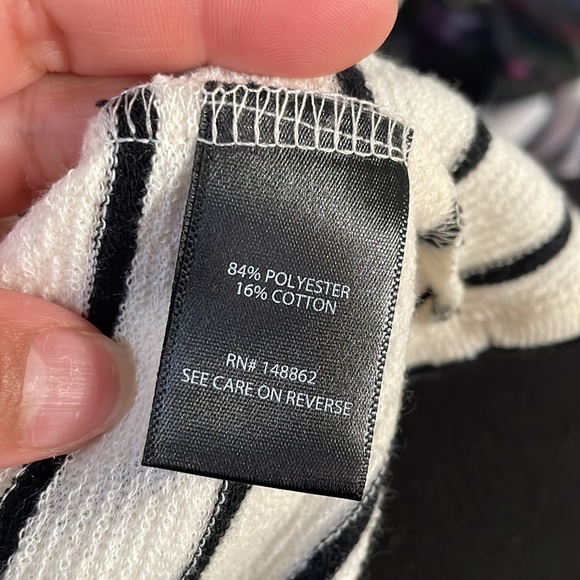 84% POLYESTER
16% COTTON
RN# 148862
SEE CARE ON REVERSE